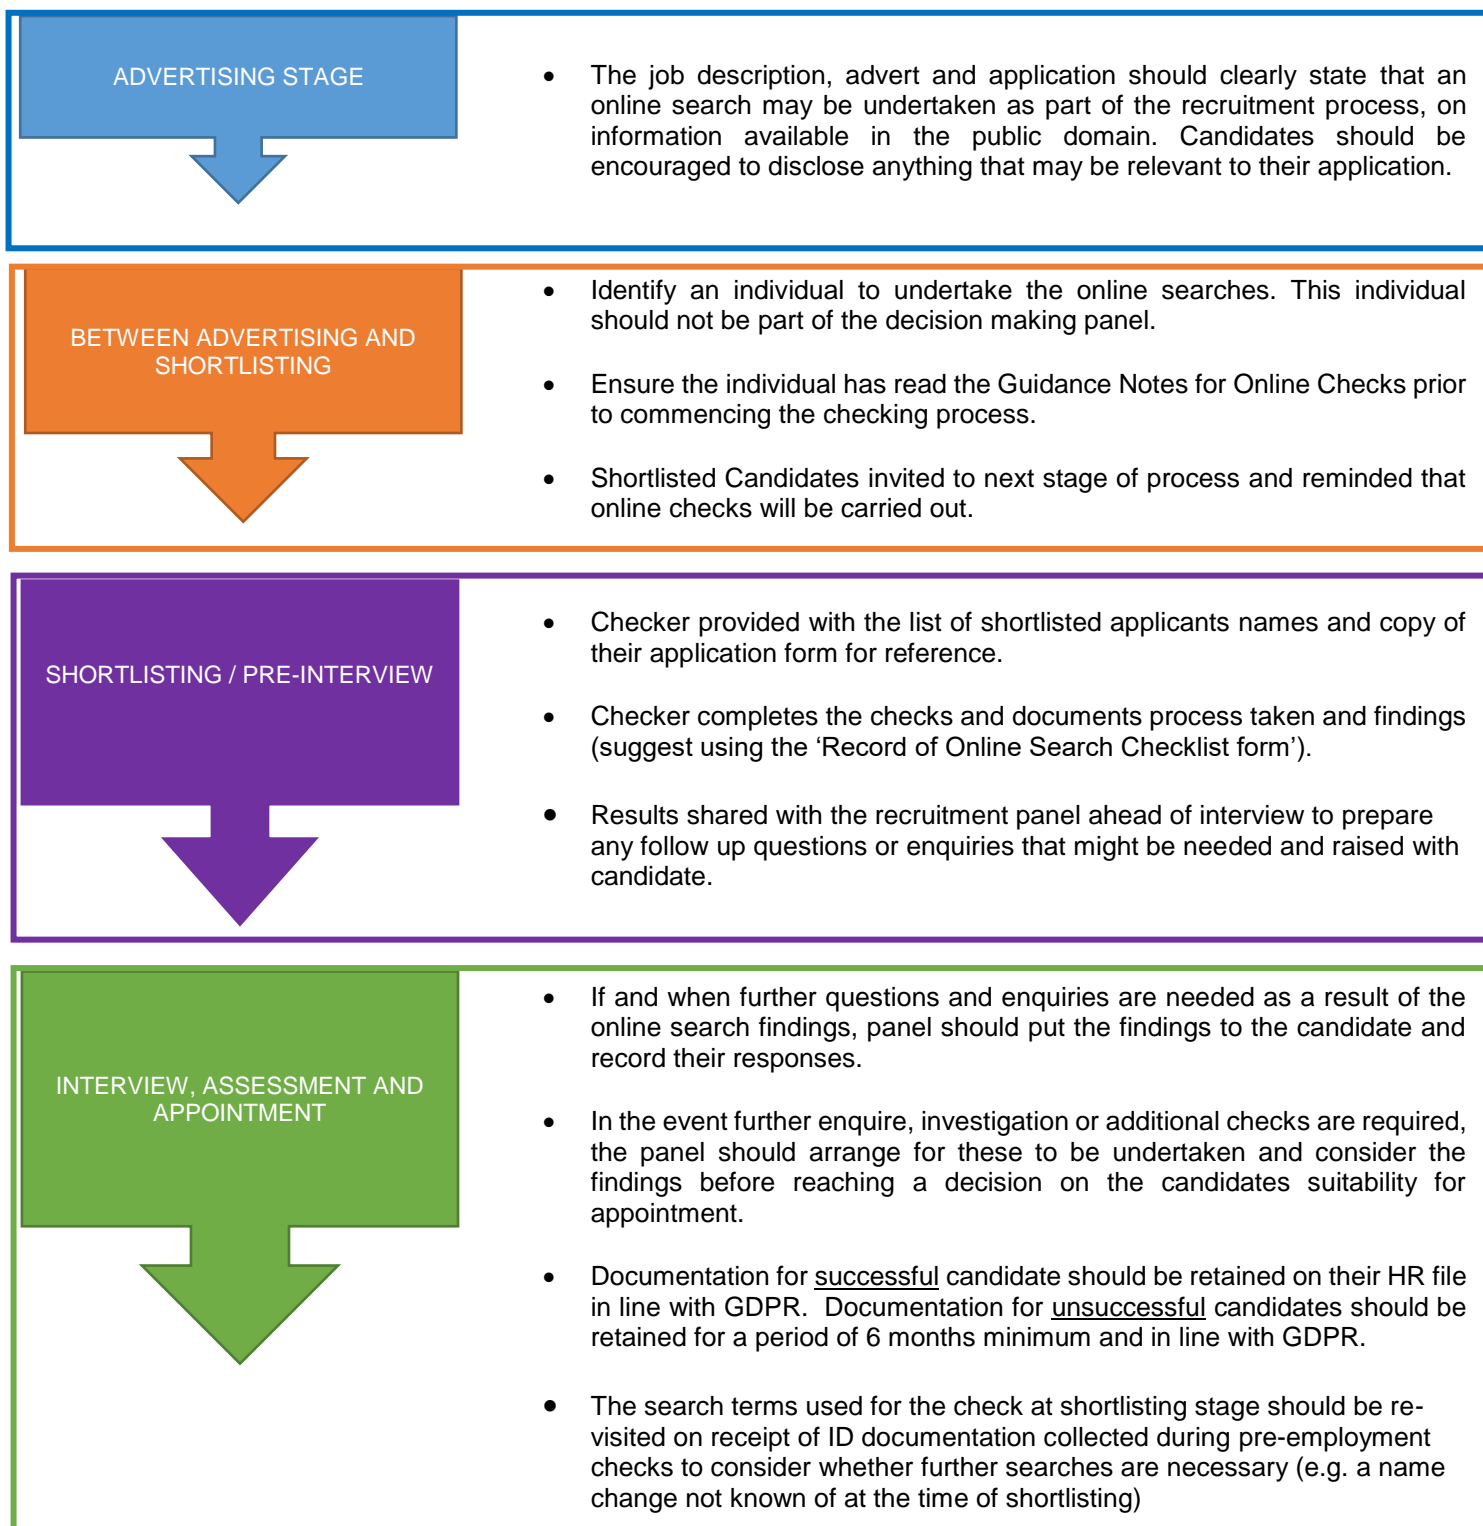 ADVERTISING STAGE
• The job description, advert and application should clearly state that an
online search may be undertaken as part of the recruitment process, on
information available in the public domain. Candidates should be
encouraged to disclose anything that may be relevant to their application.
BETWEEN ADVERTISING AND
SHORTLISTING
• Identify an individual to undertake the online searches. This individual
should not be part of the decision making panel.
• Ensure the individual has read the Guidance Notes for Online Checks prior
to commencing the checking process.
• Shortlisted Candidates invited to next stage of process and reminded that
online checks will be carried out.
SHORTLISTING / PRE-INTERVIEW
• Checker provided with the list of shortlisted applicants names and copy of
their application form for reference.
• Checker completes the checks and documents process taken and findings
(suggest using the ‘Record of Online Search Checklist form’).
• Results shared with the recruitment panel ahead of interview to prepare
any follow up questions or enquiries that might be needed and raised with
candidate.
INTERVIEW, ASSESSMENT AND
APPOINTMENT
• If and when further questions and enquiries are needed as a result of the
online search findings, panel should put the findings to the candidate and
record their responses.
• In the event further enquire, investigation or additional checks are required,
the panel should arrange for these to be undertaken and consider the
findings before reaching a decision on the candidates suitability for
appointment.
• Documentation for successful candidate should be retained on their HR file
in line with GDPR. Documentation for unsuccessful candidates should be
retained for a period of 6 months minimum and in line with GDPR.
• The search terms used for the check at shortlisting stage should be re-
visited on receipt of ID documentation collected during pre-employment
checks to consider whether further searches are necessary (e.g. a name
change not known of at the time of shortlisting)